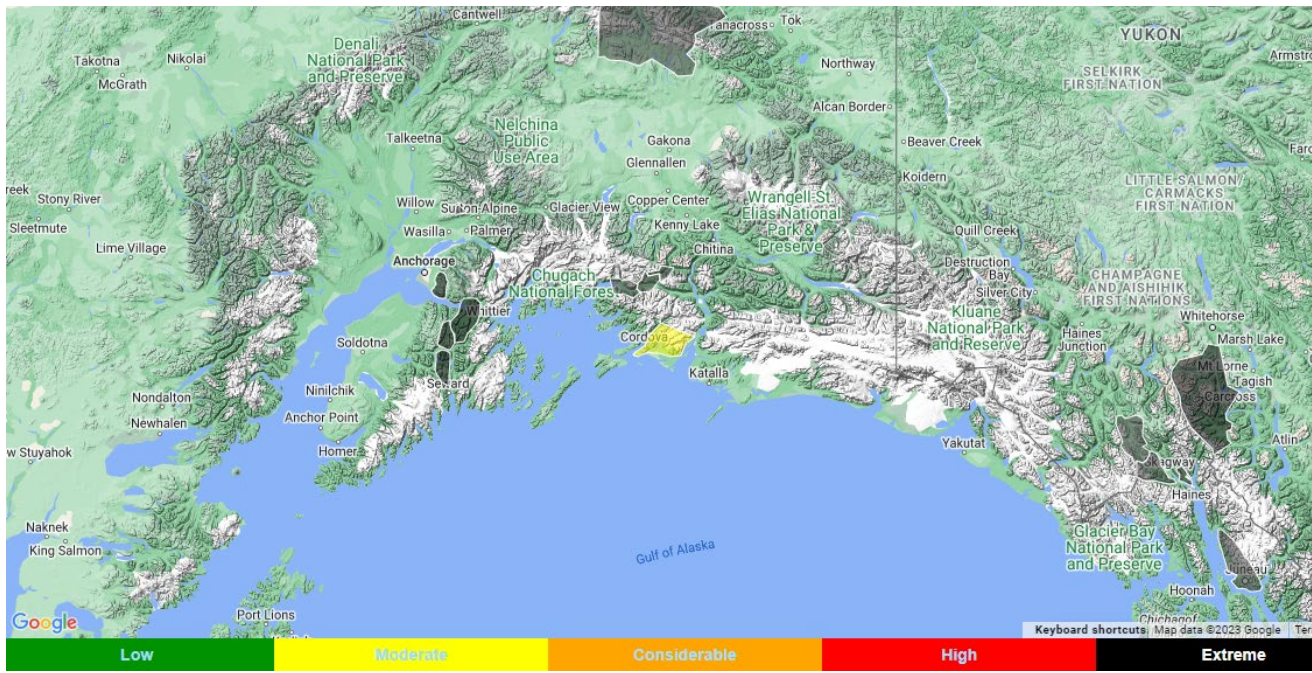 Cantwell
anacross
Tok
YUKON
Denali
National Park
and Preserve
Takotna
Nikolai
McGrath
Northway
SELKIRK
FIRST NATION
Armstr
Alcan Border
Nelchina
Public
Use Area
Talkeetna
Gakona
Beaver Creek
Glennallen
Faro
Koidern
LITTLE SALMON/
CARMACKS
FIRST NATION
reek
Stony River
Sleetmute
Willow
Sutton-Alpine
Glacier View
Copper Center
Wrangell-St.
Elias National
Park &
Preserve
Kenny Lake
Wasilla
Palmer
Quill Creek
Lime Village
Chitina
Anchorage
Destruction
Bay
Silver City
CHAMPAGNE
AND AISHIHIK
FIRST NATIONS
Chugach
National Forest
Kluane
National Park
and Reserve
Whittier
Whitehorse
Soldotna
Cordova
Haines
Junction
Marsh Lake
Katalla
Mt Lorne
Tagish
Carcross
Seward
Ninilchik
Nondalton
Anchor Point
Newhalen
Homer
Yakutat
Atlin
w Stuyahok
Skagway
Haines
Naknek
King Salmon
Glacier Bay
National Park
and Preserve
Gulf of Alaska
Juneau
Hoonah
Port Lions
Chichagof
Google
Keyboard shortcuts
Map data ©2023 Google
Ter
Low
Moderate
Considerable
High
Extreme